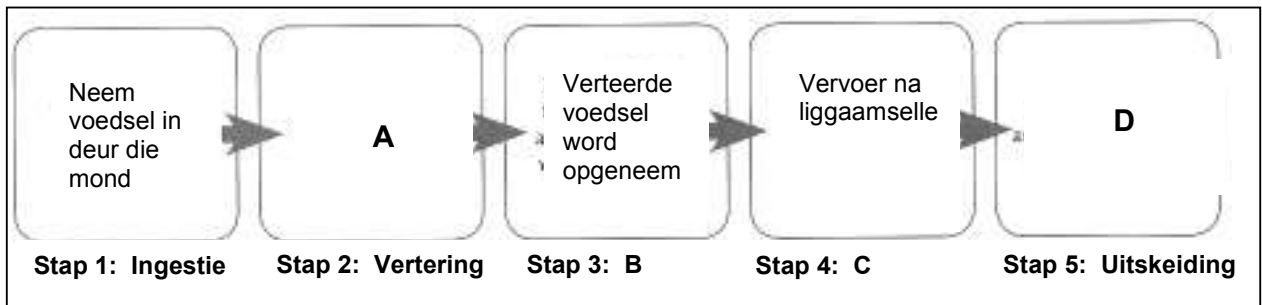 Neem
voedsel in
deur die
mond
A
Verteerde
voedsel
word
opgeneem
Vervoer na
liggaamselle
D
Stap 1: Ingestie
Stap 2: Vertering
Stap 3: B
Stap 4: C
Stap 5: Uitskeiding